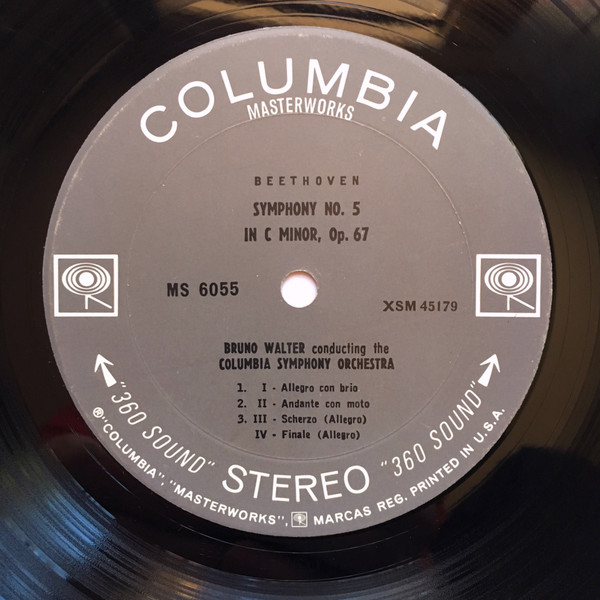 COLUMBIA
MASTERWORKS
BEETHOVEN
SYMPHONY NO. 5
IN C MINOR, Op. 67
MS 6055
XSM 45179
BRUNO WALTER conducting the
COLUMBIA SYMPHONY ORCHESTRA
1. I - Allegro con brio
2. II - Andante con moto
3. III - Scherzo (Allegro)
IV - Finale (Allegro)
"360 SOUND" STEREO "360 SOUND"
®"COLUMBIA", "MASTERWORKS", MARCAS REG. PRINTED IN U.S.A.